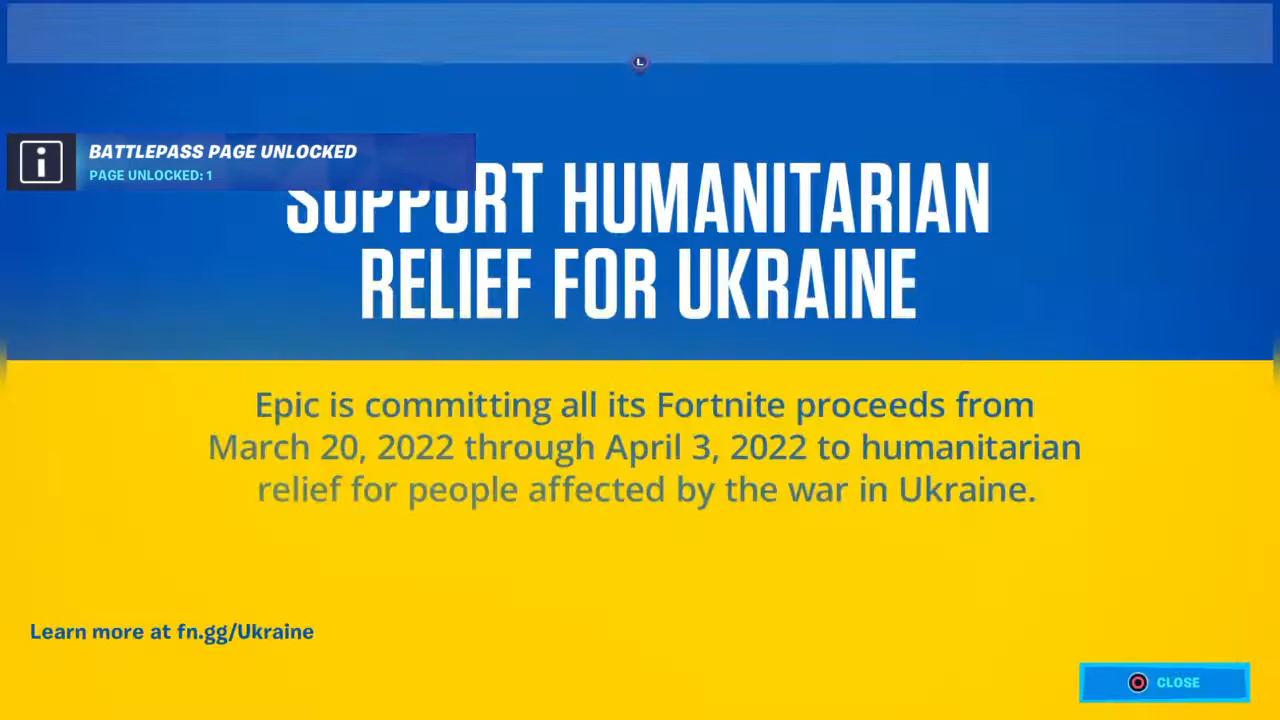 L
BATTLEPASS PAGE UNLOCKED
PAGE UNLOCKED: 1
SUPPORT HUMANITARIAN
RELIEF FOR UKRAINE
Epic is committing all its Fortnite proceeds from
March 20, 2022 through April 3, 2022 to humanitarian
relief for people affected by the war in Ukraine.
Learn more at fn.gg/Ukraine
CLOSE